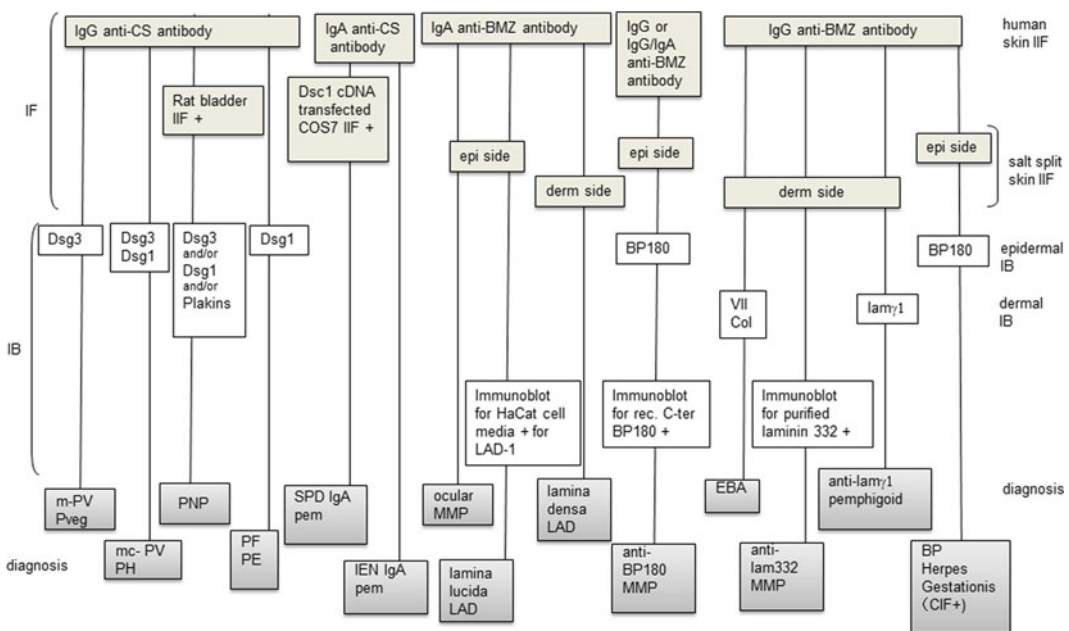 IgG anti-CS antibody
IgA anti-CS
antibody
IgA anti-BMZ antibody
IgG or
IgG/IgA
anti-BMZ
antibody
IgG anti-BMZ antibody
human
skin IIF
IF
Rat bladder
IIF +
Dsc1 cDNA
transfected
COS7 IIF +
epi side
epi side
epi side
derm side
derm side
salt split
skin IIF
Dsg3
Dsg3
Dsg1
Dsg3
and/or
Dsg1
and/or
Plakins
Dsg1
BP180
BP180
epidermal
IB
VII
Col
lamγ1
dermal
IB
IB
Immunoblot
for HaCat cell
media + for
LAD-1
Immunoblot
for rec. C-ter
BP180 +
Immunoblot
for purified
laminin 332 +
m-PV
Pveg
PNP
SPD IgA
pem
ocular
MMP
lamina
densa
LAD
EBA
anti-lamγ1
pemphigoid
diagnosis
diagnosis
mc- PV
PH
PF
PE
IEN IgA
pem
lamina
lucida
LAD
anti-
BP180
MMP
anti-
lam332
MMP
BP
Herpes
Gestationis
(CIF+)